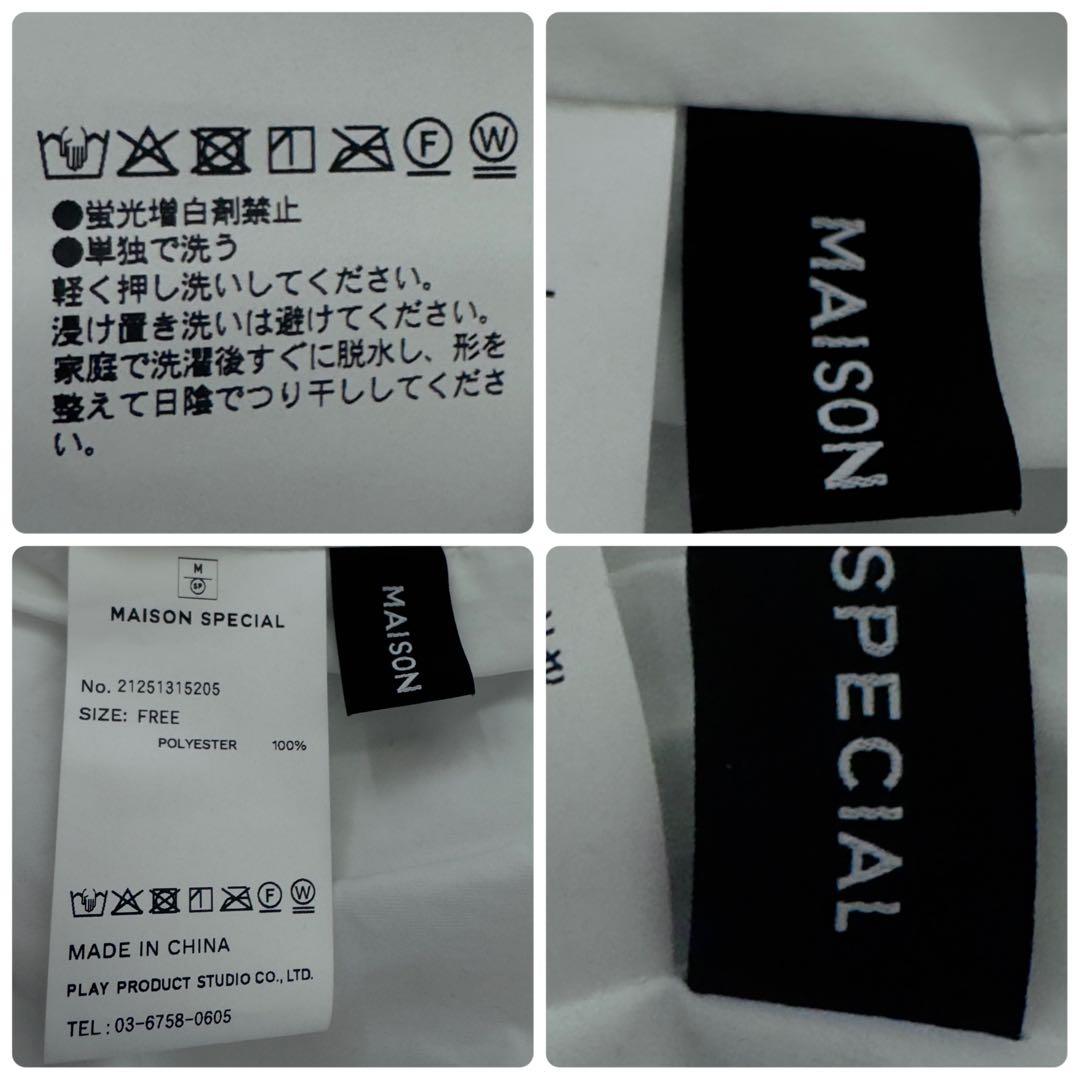 F W
●蛍光増白剤禁止
●単独で洗う
軽く押し洗いしてください。
浸け置き洗いは避けてください。
家庭で洗濯後すぐに脱水し、形を
整えて日陰でつり干ししてくださ
い。
MAISON
M
SP
MAISON SPECIAL
No. 21251315205
SIZE: FREE
POLYESTER 100%
F W
MADE IN CHINA
PLAY PRODUCT STUDIO CO., LTD.
TEL : 03-6758-0605
MAISON
SPECIAL